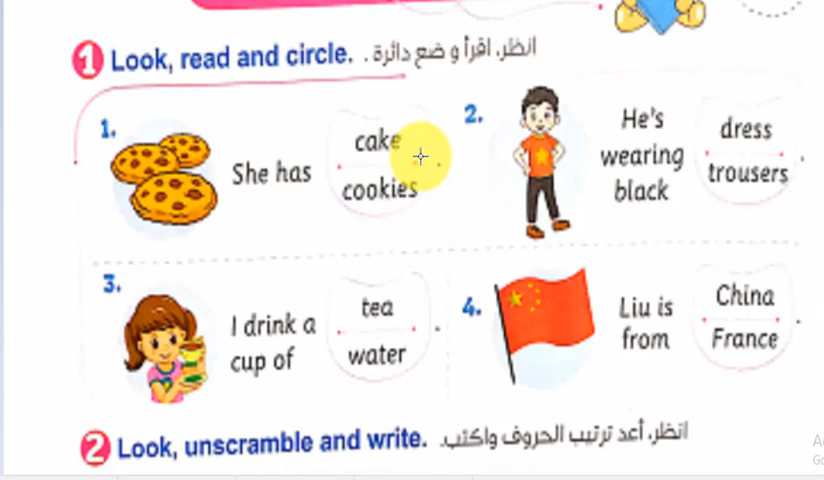 1 Look, read and circle. انظر، اقرأ و ضع دائرة.
1.
She has
cake
cookies
.
2.
He's
wearing
black
dress
trousers
.
3.
I drink a
cup of
tea
water
.
4.
Liu is
from
China
France
.
2 Look, unscramble and write. انظر، أعد ترتيب الحروف واكتب.